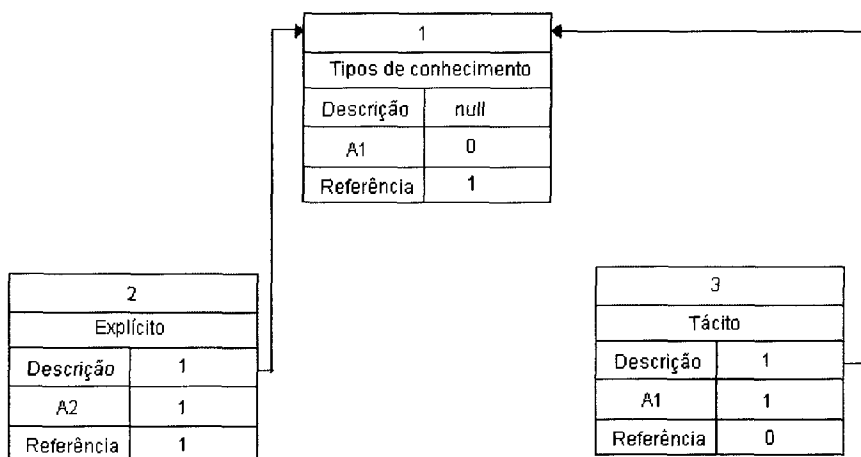 1
Tipos de conhecimento
Descrição null
A1 0
Referência 1
2
Explícito
Descrição 1
A2 1
Referência 1
3
Tácito
Descrição 1
A1 1
Referência 0